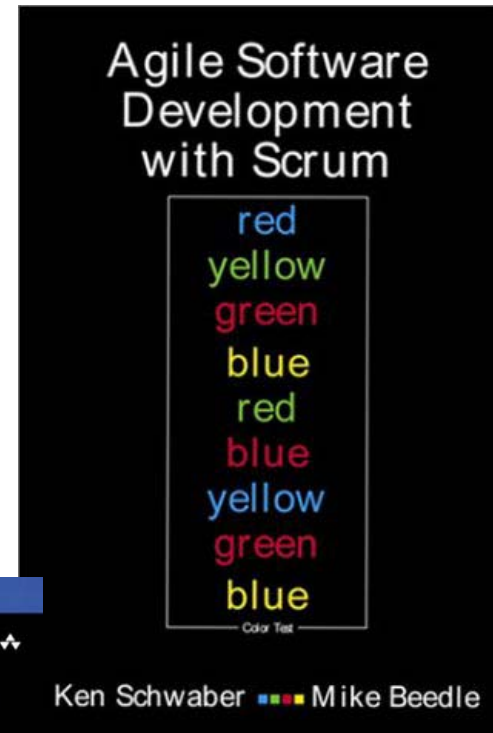 Agile Software
Development
with Scrum
red
yellow
green
blue
red
blue
yellow
green
blue
Color Test
Ken Schwaber Mike Beedle